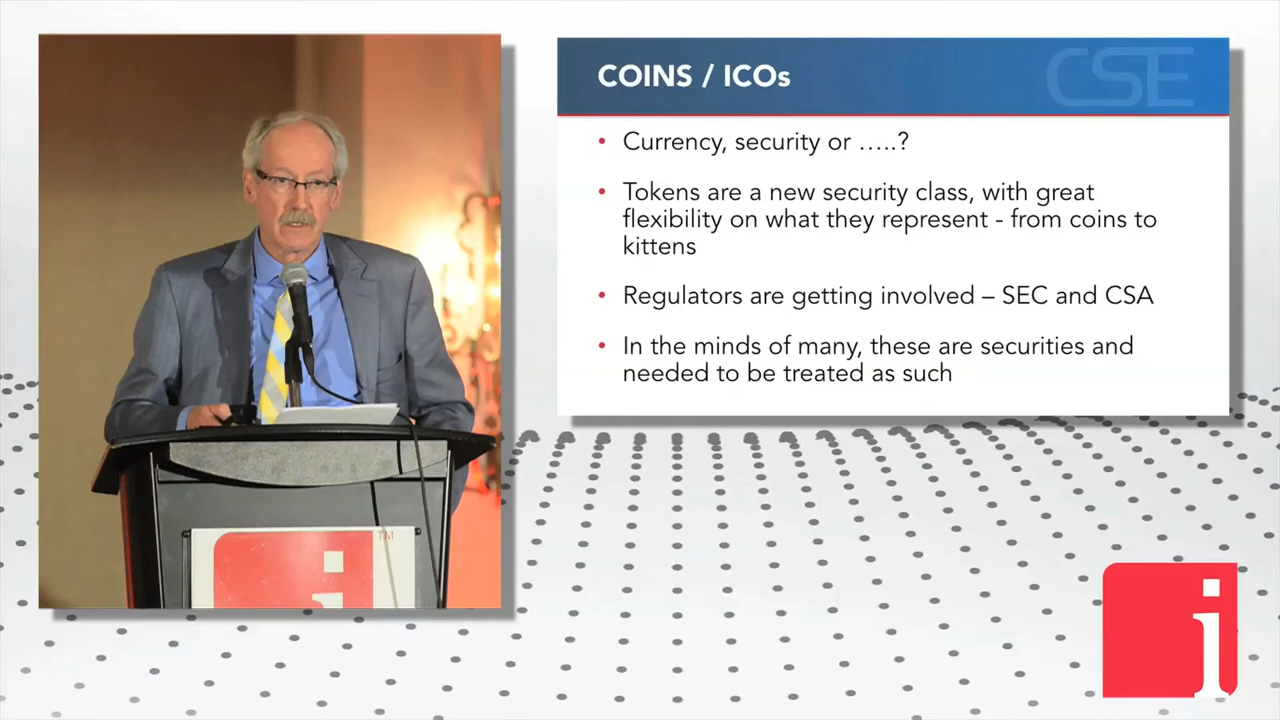 COINS / ICOs
CSE
• Currency, security or …..?
• Tokens are a new security class, with great
flexibility on what they represent - from coins to
kittens
• Regulators are getting involved – SEC and CSA
• In the minds of many, these are securities and
needed to be treated as such
i
TM
i